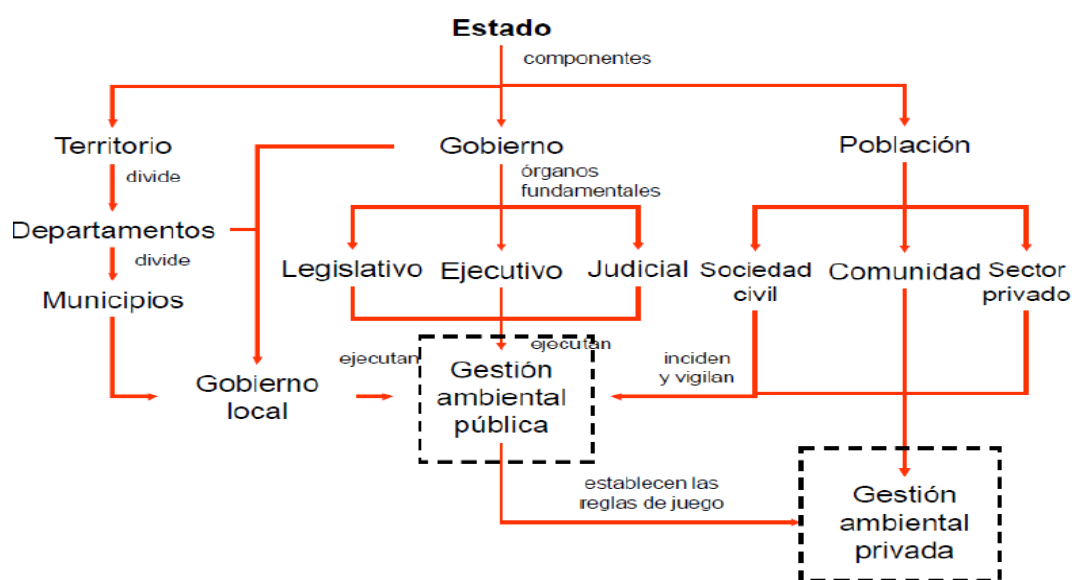 Estado
componentes
Territorio
Gobierno
Población
divide
órganos
fundamentales
Departamentos
divide
Legislativo
Ejecutivo
Judicial
Sociedad
civil
Comunidad
Sector
privado
Municipios
ejecutan
ejecutan
inciden
y vigilan
Gobierno
local
Gestión
ambiental
pública
establecen las
reglas de juego
Gestión
ambiental
privada